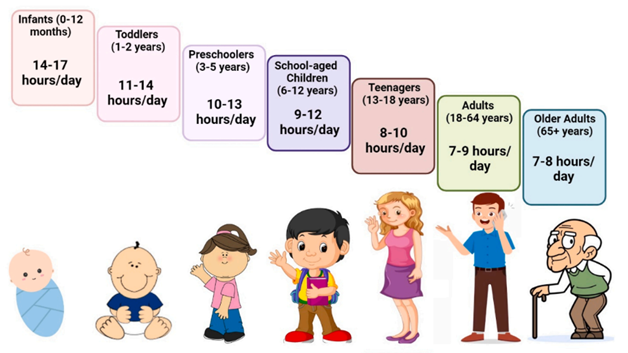 Infants (0-12
months)
14-17
hours/day
Toddlers
(1-2 years)
11-14
hours/day
Preschoolers
(3-5 years)
10-13
hours/day
School-aged
Children
(6-12 years)
9-12
hours/day
Teenagers
(13-18 years)
8-10
hours/day
Adults
(18-64 years)
7-9 hours/
day
Older Adults
(65+ years)
7-8 hours/
day